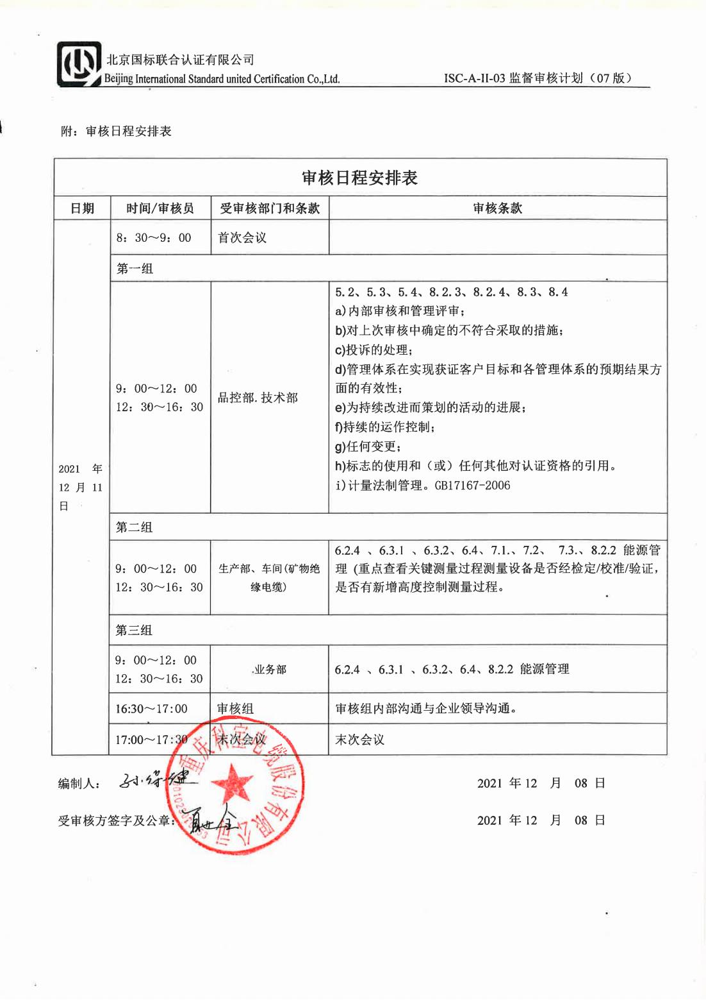 北京国标联合认证有限公司
Beijing International Standard united Certification Co.,Ltd.
ISC-A-II-03 监督审核计划（07 版）
附：审核日程安排表
审核日程安排表
日期 时间/审核员 受审核部门和条款 审核条款
2021 年
12 月 11
日
8：30～9：00 首次会议
第一组
9：00～12：00
12：30～16：30
品控部.技术部
5.2、5.3、5.4、8.2.3、8.2.4、8.3、8.4
a)内部审核和管理评审；
b)对上次审核中确定的不符合采取的措施；
c)投诉的处理；
d)管理体系在实现获证客户目标和各管理体系的预期结果方
面的有效性；
e)为持续改进而策划的活动的进展；
f)持续的运作控制；
g)任何变更；
h)标志的使用和（或）任何其他对认证资格的引用。
i)计量法制管理。GB17167-2006
第二组
9：00～12：00
12：30～16：30
生产部、车间(矿物绝
缘电缆)
6.2.4 、6.3.1 、6.3.2、6.4、7.1.、7.2、 7.3.、8.2.2 能源管
理 (重点查看关键测量过程测量设备是否经检定/校准/验证，
是否有新增高度控制测量过程。
第三组
9：00～12：00
12：30～16：30
.业务部
6.2.4 、6.3.1 、6.3.2、6.4、8.2.2 能源管理
16:30～17:00 审核组 审核组内部沟通与企业领导沟通。
17:00～17:30 末次会议 末次会议
重庆科宝电缆股份有限公司
编制人： 2021 年 12 月 08 日
受审核方签字及公章： 2021 年 12 月 08 日